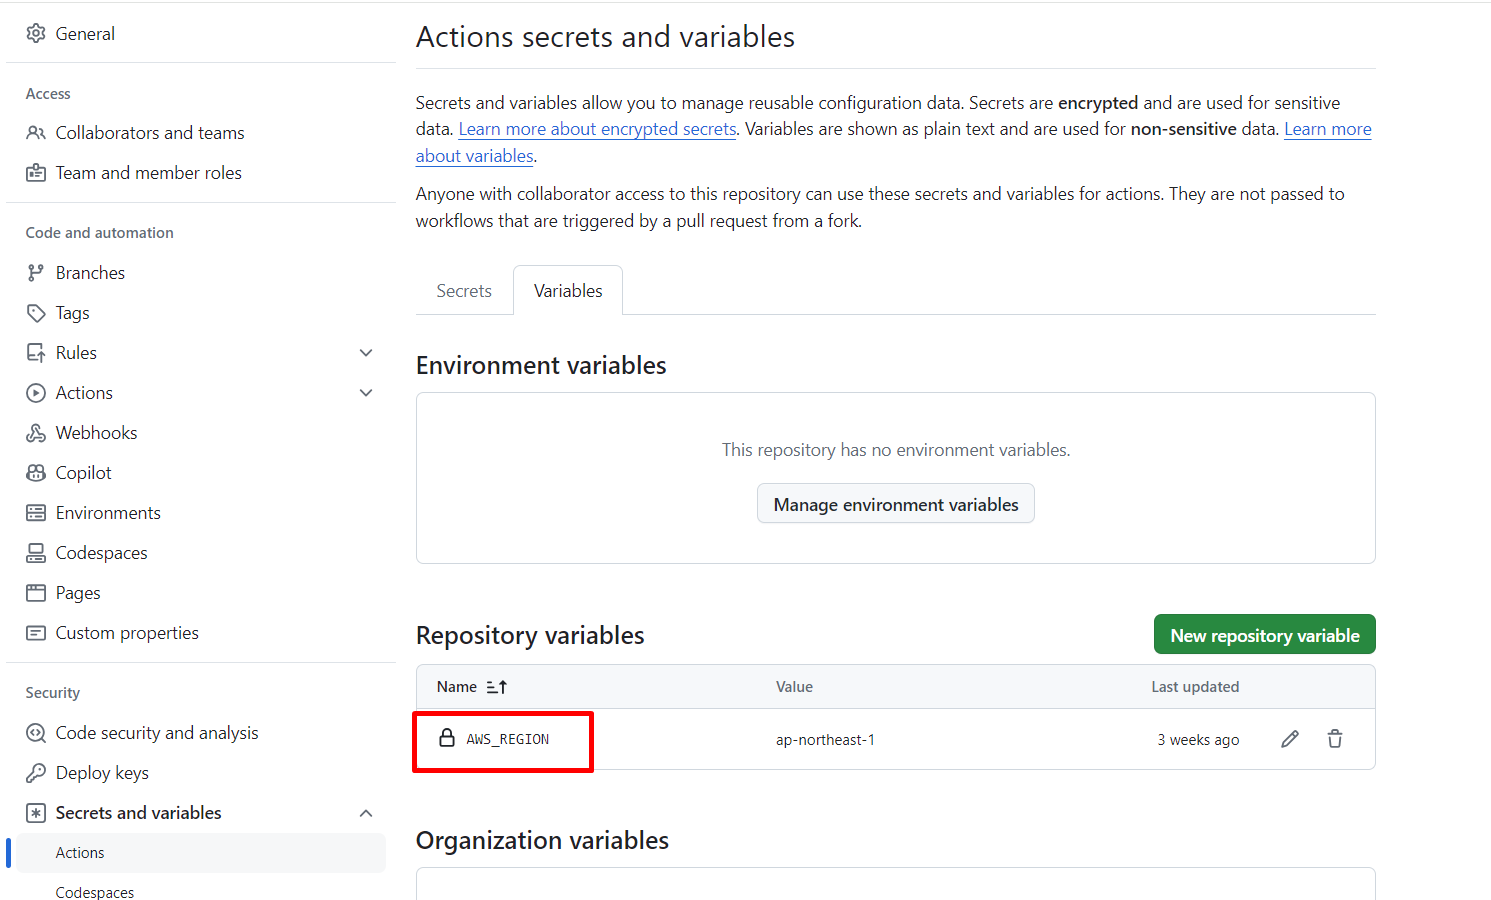 General
Access
Collaborators and teams
Team and member roles
Code and automation
Branches
Tags
Rules
Actions
Webhooks
Copilot
Environments
Codespaces
Pages
Custom properties
Security
Code security and analysis
Deploy keys
Secrets and variables
Actions
Codespaces
Actions secrets and variables
Secrets and variables allow you to manage reusable configuration data. Secrets are encrypted and are used for sensitive
data. Learn more about encrypted secrets. Variables are shown as plain text and are used for non-sensitive data. Learn more
about variables.
Anyone with collaborator access to this repository can use these secrets and variables for actions. They are not passed to
workflows that are triggered by a pull request from a fork.
Secrets Variables
Environment variables
This repository has no environment variables.
Manage environment variables
Repository variables New repository variable
Name Value Last updated
AWS_REGION ap-northeast-1 3 weeks ago
Organization variables